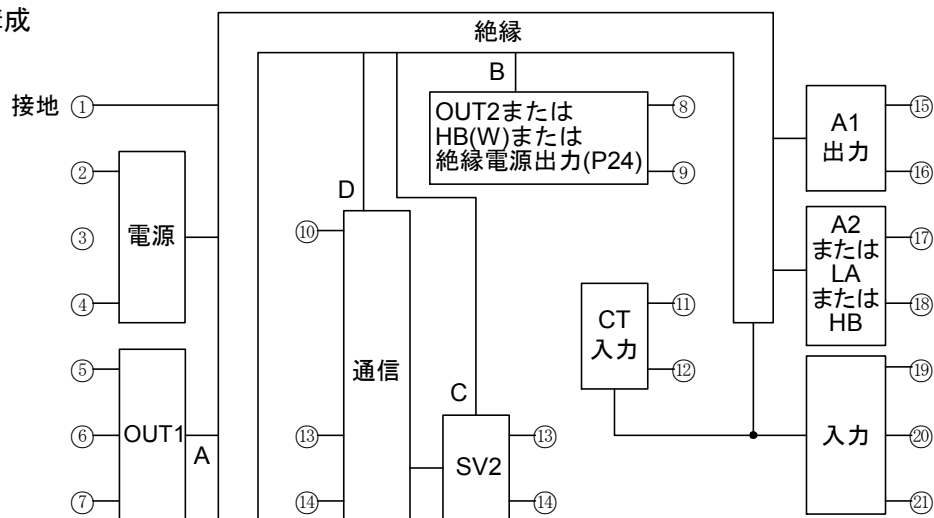 成
絶縁
接地 ①
B
OUT2または
HB(W)または
絶縁電源出力(P24)
⑧
⑨
A1
出力
⑮
⑯
②
③
④
電源
D
⑩
通信
⑬
⑭
A2
または
LA
または
HB
⑰
⑱
CT
入力
⑪
⑫
⑤
⑥
⑦
OUT1
A
C
SV2
⑬
⑭
入力
⑲
⑳
㉑